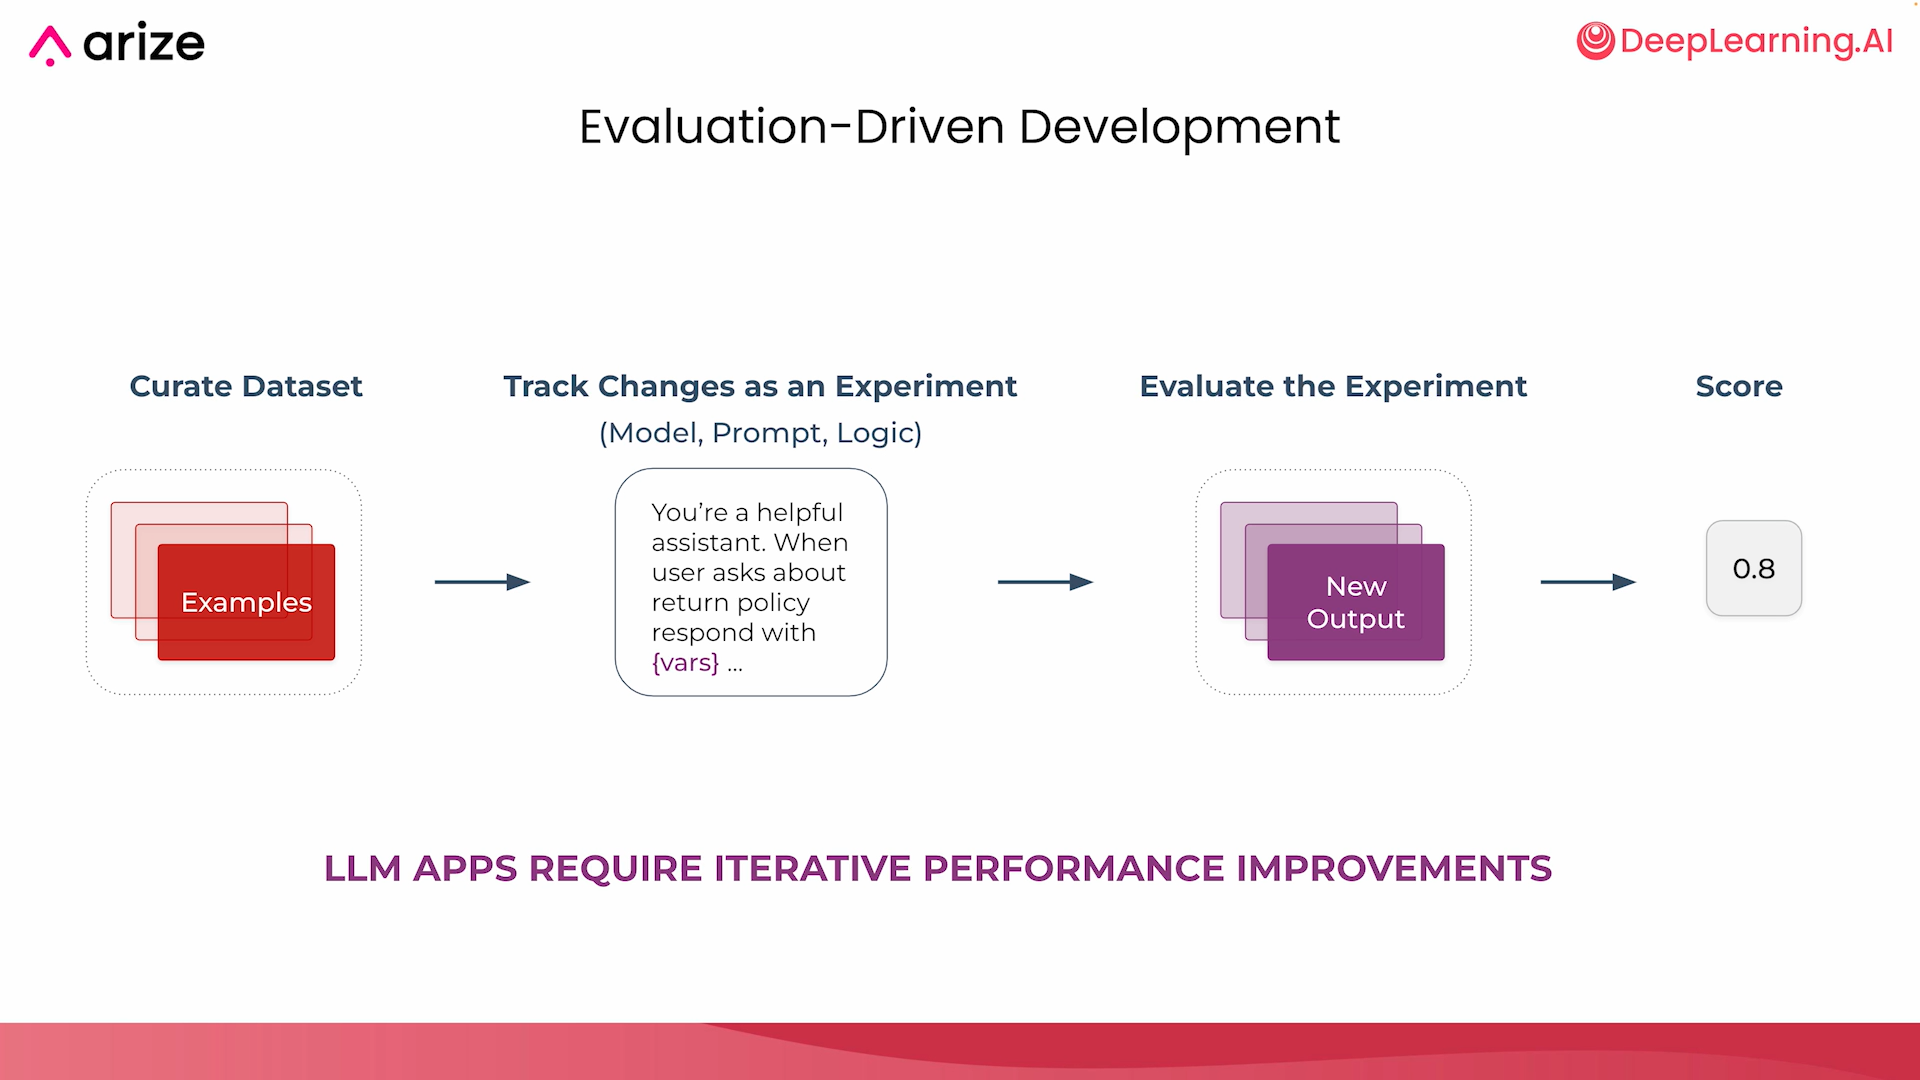 arize
DeepLearning.AI
Evaluation-Driven Development
Curate Dataset
Track Changes as an Experiment
(Model, Prompt, Logic)
Evaluate the Experiment
Score
Examples
You’re a helpful
assistant. When
user asks about
return policy
respond with
{vars} ...
New
Output
0.8
LLM APPS REQUIRE ITERATIVE PERFORMANCE IMPROVEMENTS